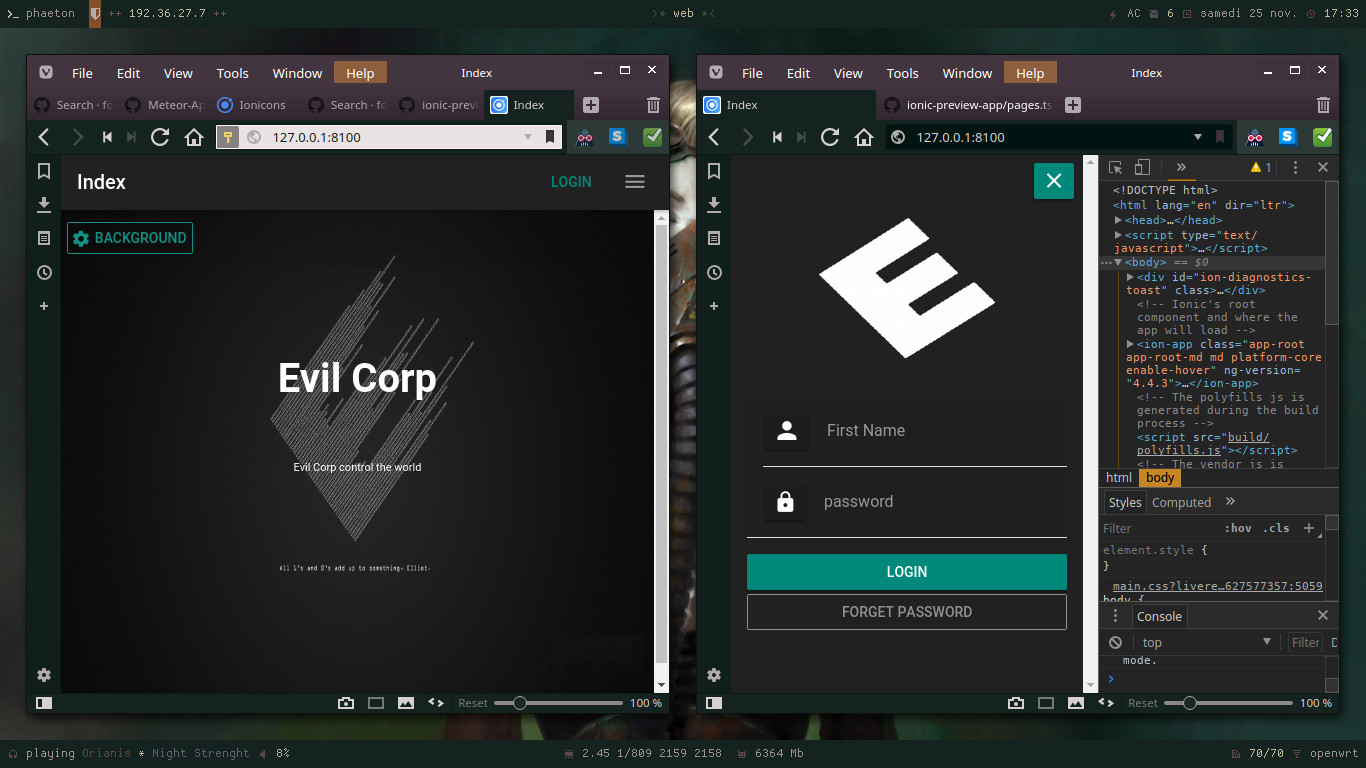 phaeton
++ 192.36.27.7 ++
>* web *<
AC 6 samedi 25 nov. 17:33
File Edit View Tools Window Help Index
Search · fo Meteor-Ap Ionicons Search · fo ionic-previ Index
127.0.0.1:8100
Index
LOGIN
BACKGROUND
Evil Corp
Evil Corp control the world
All 1's and 0's add up to something, Elliot.
Reset 100 %
File Edit View Tools Window Help Index
Index ionic-preview-app/pages.ts
127.0.0.1:8100
First Name
password
LOGIN
FORGET PASSWORD
» 1
<!DOCTYPE html>
<html lang="en" dir="ltr">
<head>…</head>
<script type="text/
javascript">…</script>
…<body> == $0
<div id="ion-diagnostics-
toast" class>…</div>
<!-- Ionic's root
component and where the
app will load -->
<ion-app class="app-root
app-root-md md platform-core
enable-hover" ng-version=
"4.4.3">…</ion-app>
<!-- The polyfills js is
generated during the build
process -->
<script src="build/
polyfills.js"></script>
<!-- The vendor js is
html body
Styles Computed »
Filter :hov .cls +
element.style {
}
main.css?livere…627577357:5059
body {
Console
top Filter D
mode.
>
Reset 100 %
playing Orianis * Night Strenght 8%
2.45 1/809 2159 2158 6364 Mb
70/70 openwrt